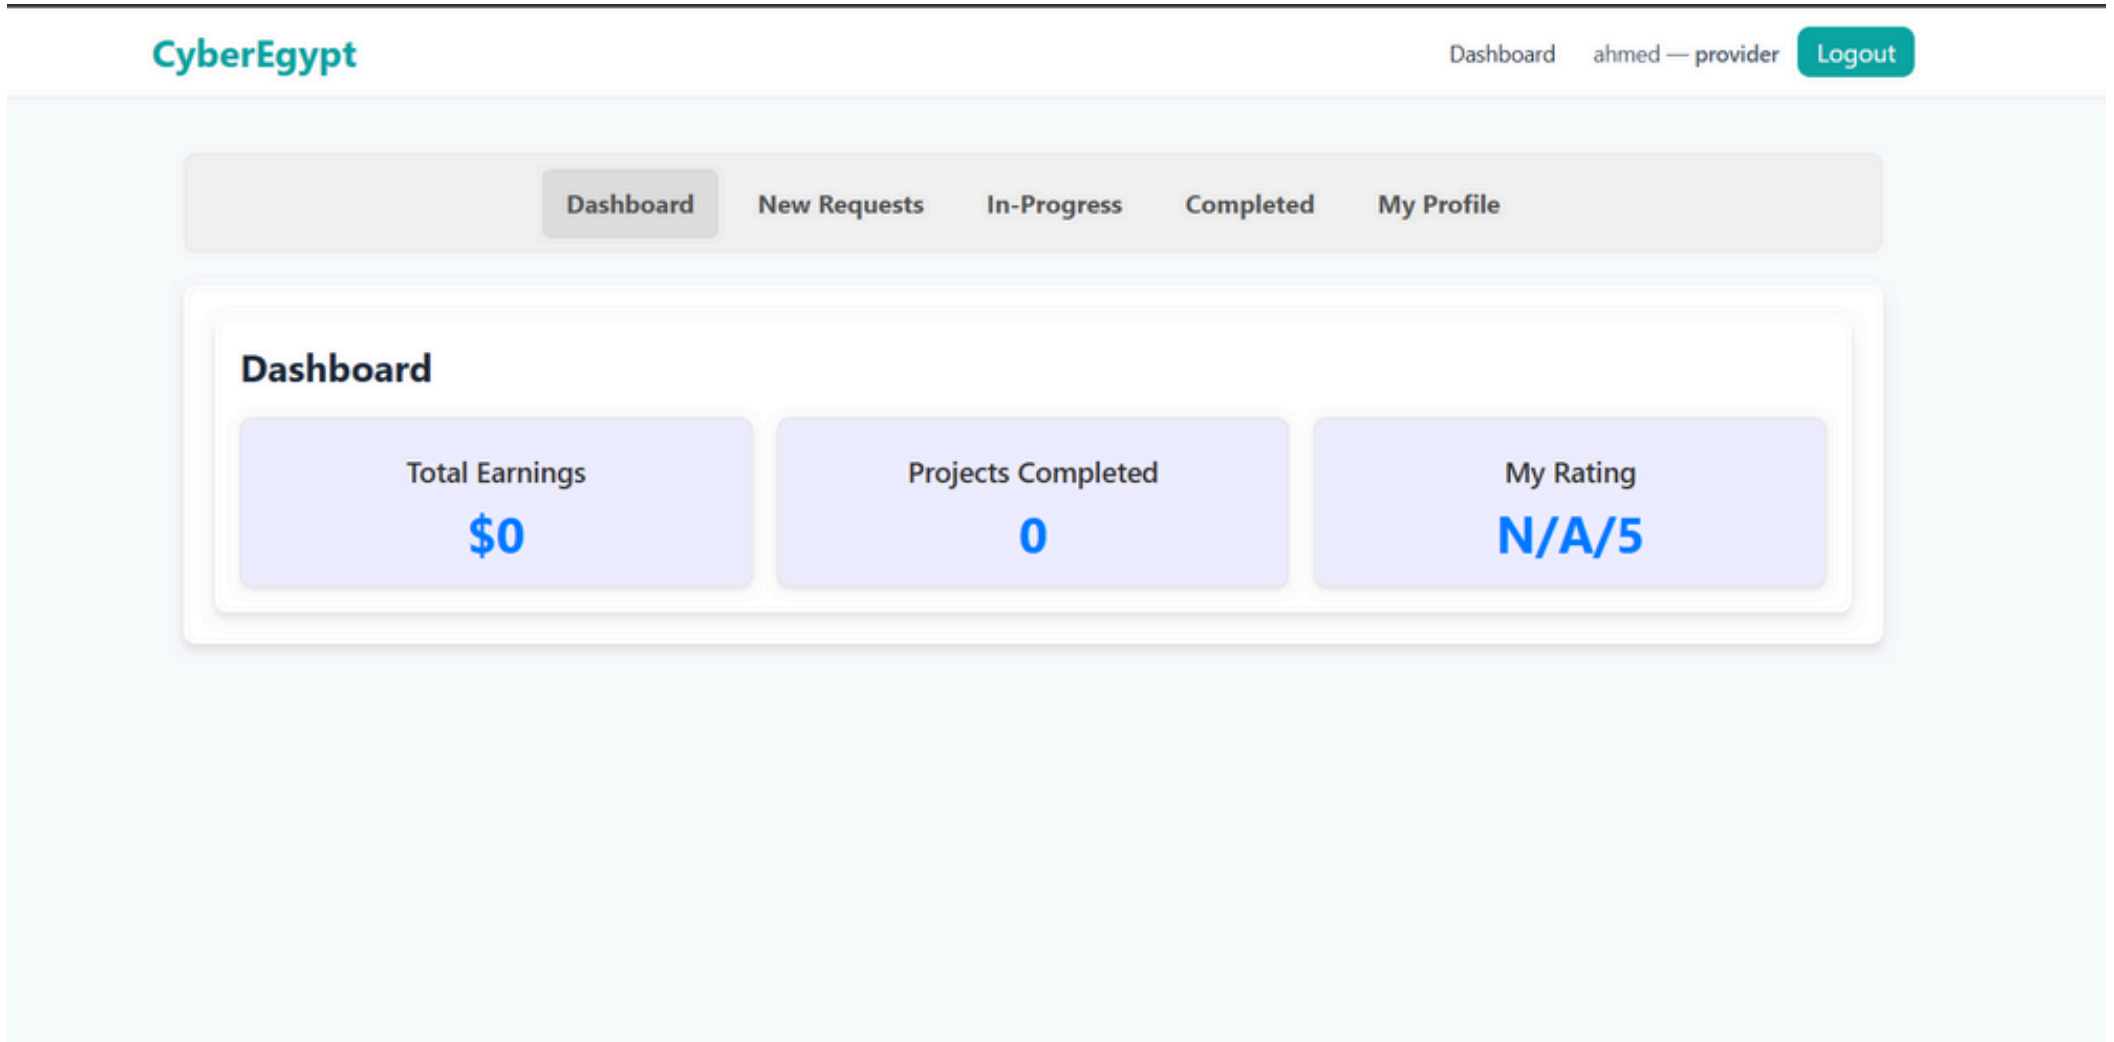 CyberEgypt
Dashboard ahmed — provider Logout
Dashboard New Requests In-Progress Completed My Profile
Dashboard
Total Earnings
$0
Projects Completed
0
My Rating
N/A/5